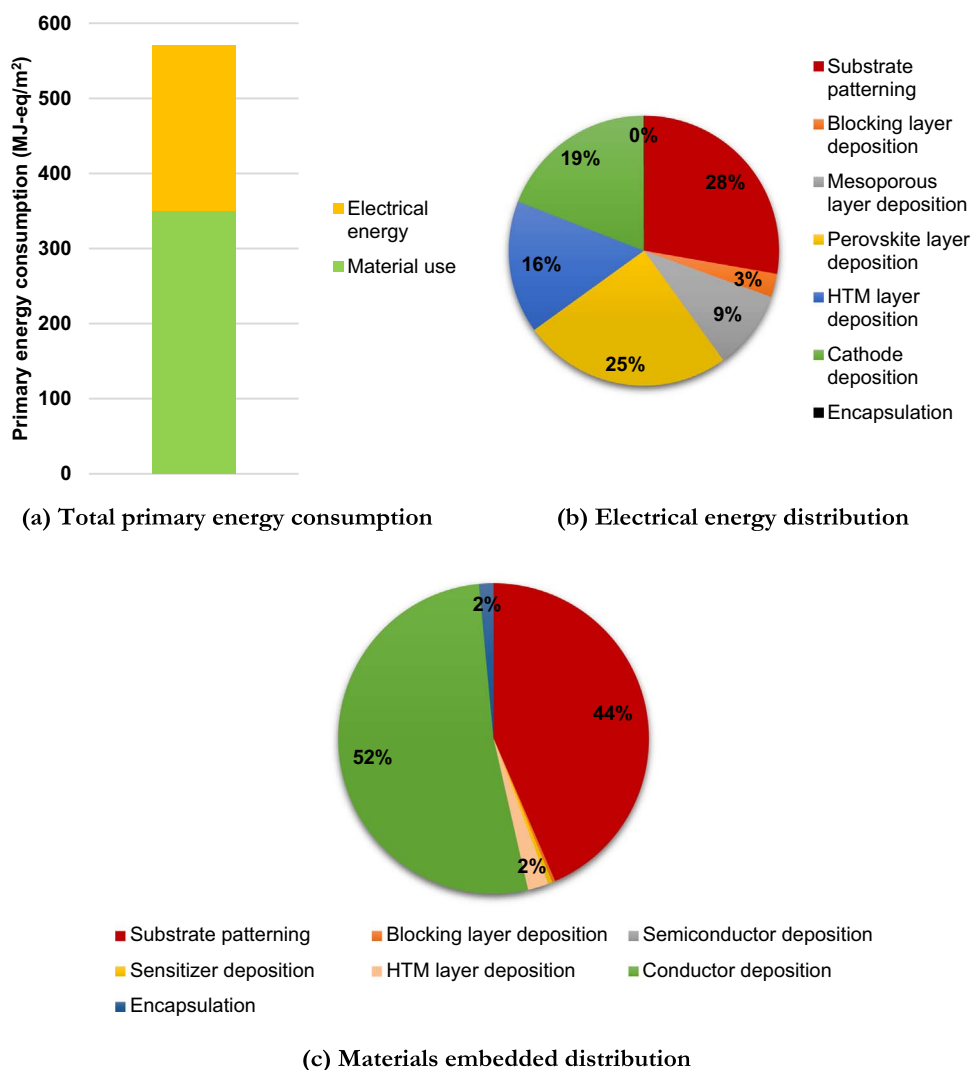 600
500
400
300
200
100
0
Primary energy consumption (MJ-eq/m²)
Electrical
energy
Material use
(a) Total primary energy consumption
0%
28%
3%
9%
25%
16%
19%
Substrate
patterning
Blocking layer
deposition
Mesoporous
layer deposition
Perovskite layer
deposition
HTM layer
deposition
Cathode
deposition
Encapsulation
(b) Electrical energy distribution
2%
44%
52%
2%
Substrate patterning
Blocking layer deposition
Semiconductor deposition
Sensitizer deposition
HTM layer deposition
Conductor deposition
Encapsulation
(c) Materials embedded distribution